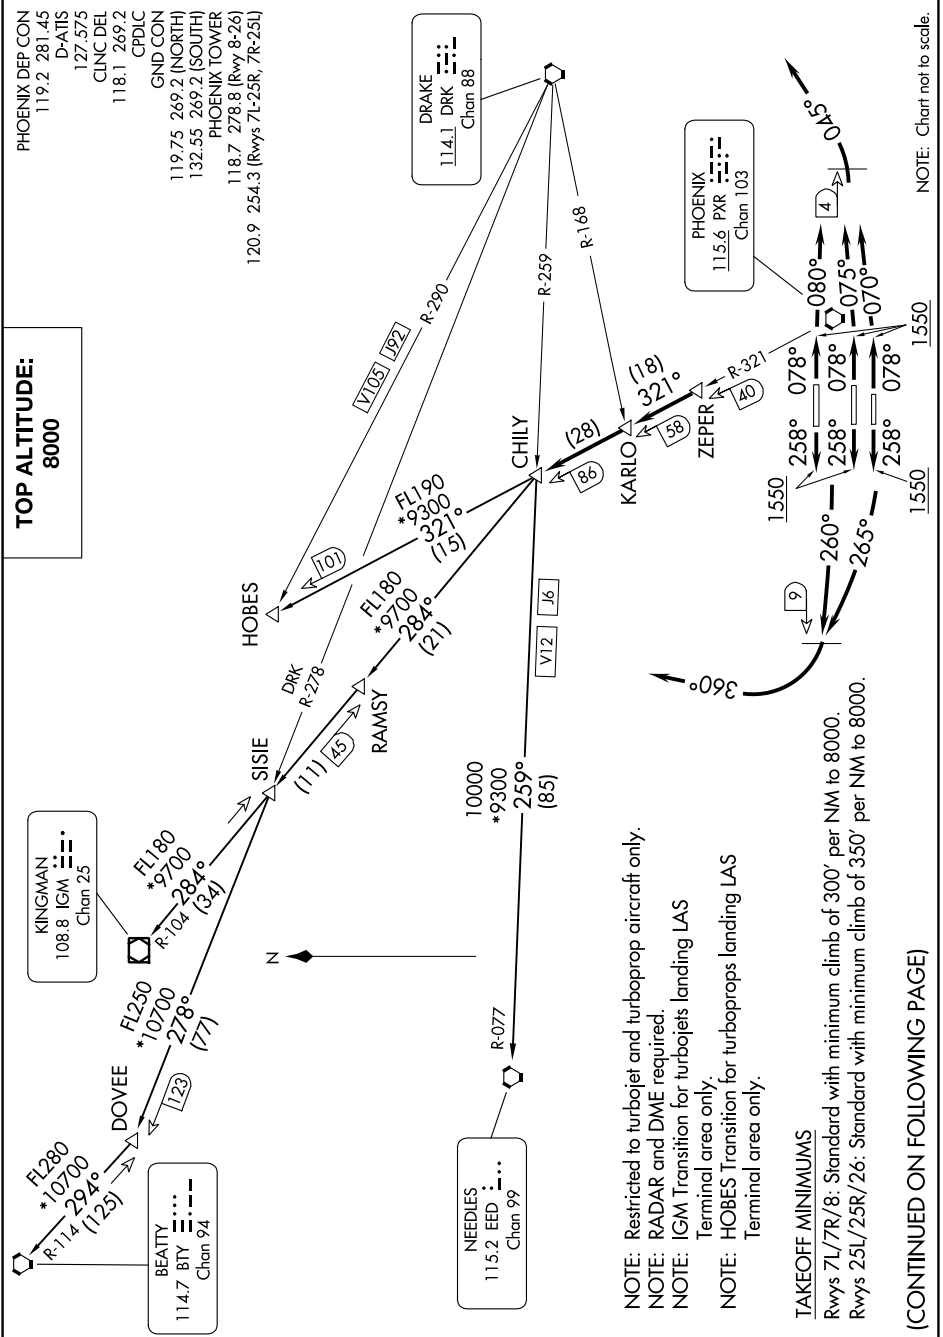 TOP ALTITUDE:
8000
PHOENIX DEP CON
119.2 281.45
D-ATIS
127.575
CLNC DEL
118.1 269.2
CPDLC
GND CON
119.75 269.2 (NORTH)
132.55 269.2 (SOUTH)
PHOENIX TOWER
118.7 278.8 (Rwy 8-26)
120.9 254.3 (Rwys 7L-25R, 7R-25L)
BEATTY
114.7 BTY
Chan 94
R-114
FL280
*10700
294°
(125)
DOVEE
123
FL250
*10700
278°
(77)
KINGMAN
108.8 IGM
Chan 25
R-104
FL180
*9700
284°
(34)
SISIE
(11)
45
DRK
R-278
RAMSY
FL180
*9700
284°
(21)
HOBES
101
FL190
*9300
321°
(15)
V105
J92
R-290
DRAKE
114.1 DRK
Chan 88
R-259
R-168
CHILY
86
(28)
KARLO
58
(18)
321°
ZEPER
40
R-321
N
NEEDLES
115.2 EED
Chan 99
R-077
10000
*9300
259°
(85)
V12
J6
PHOENIX
115.6 PXR
Chan 103
360°
9
260°
265°
1550
1550
258°
258°
258°
078°
078°
078°
1550
080°
075°
070°
4
045°
NOTE: Restricted to turbojet and turboprop aircraft only.
NOTE: RADAR and DME required.
NOTE: IGM Transition for turbojets landing LAS
Terminal area only.
NOTE: HOBES Transition for turboprops landing LAS
Terminal area only.
TAKEOFF MINIMUMS
Rwys 7L/7R/8: Standard with minimum climb of 300' per NM to 8000.
Rwys 25L/25R/26: Standard with minimum climb of 350' per NM to 8000.
(CONTINUED ON FOLLOWING PAGE)
NOTE: Chart not to scale.